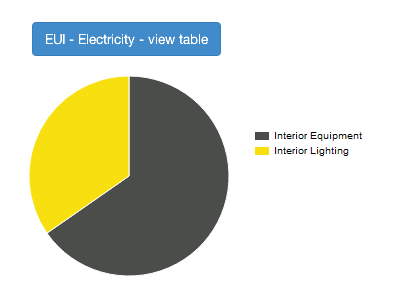 EUI - Electricity - view table
Interior Equipment
Interior Lighting